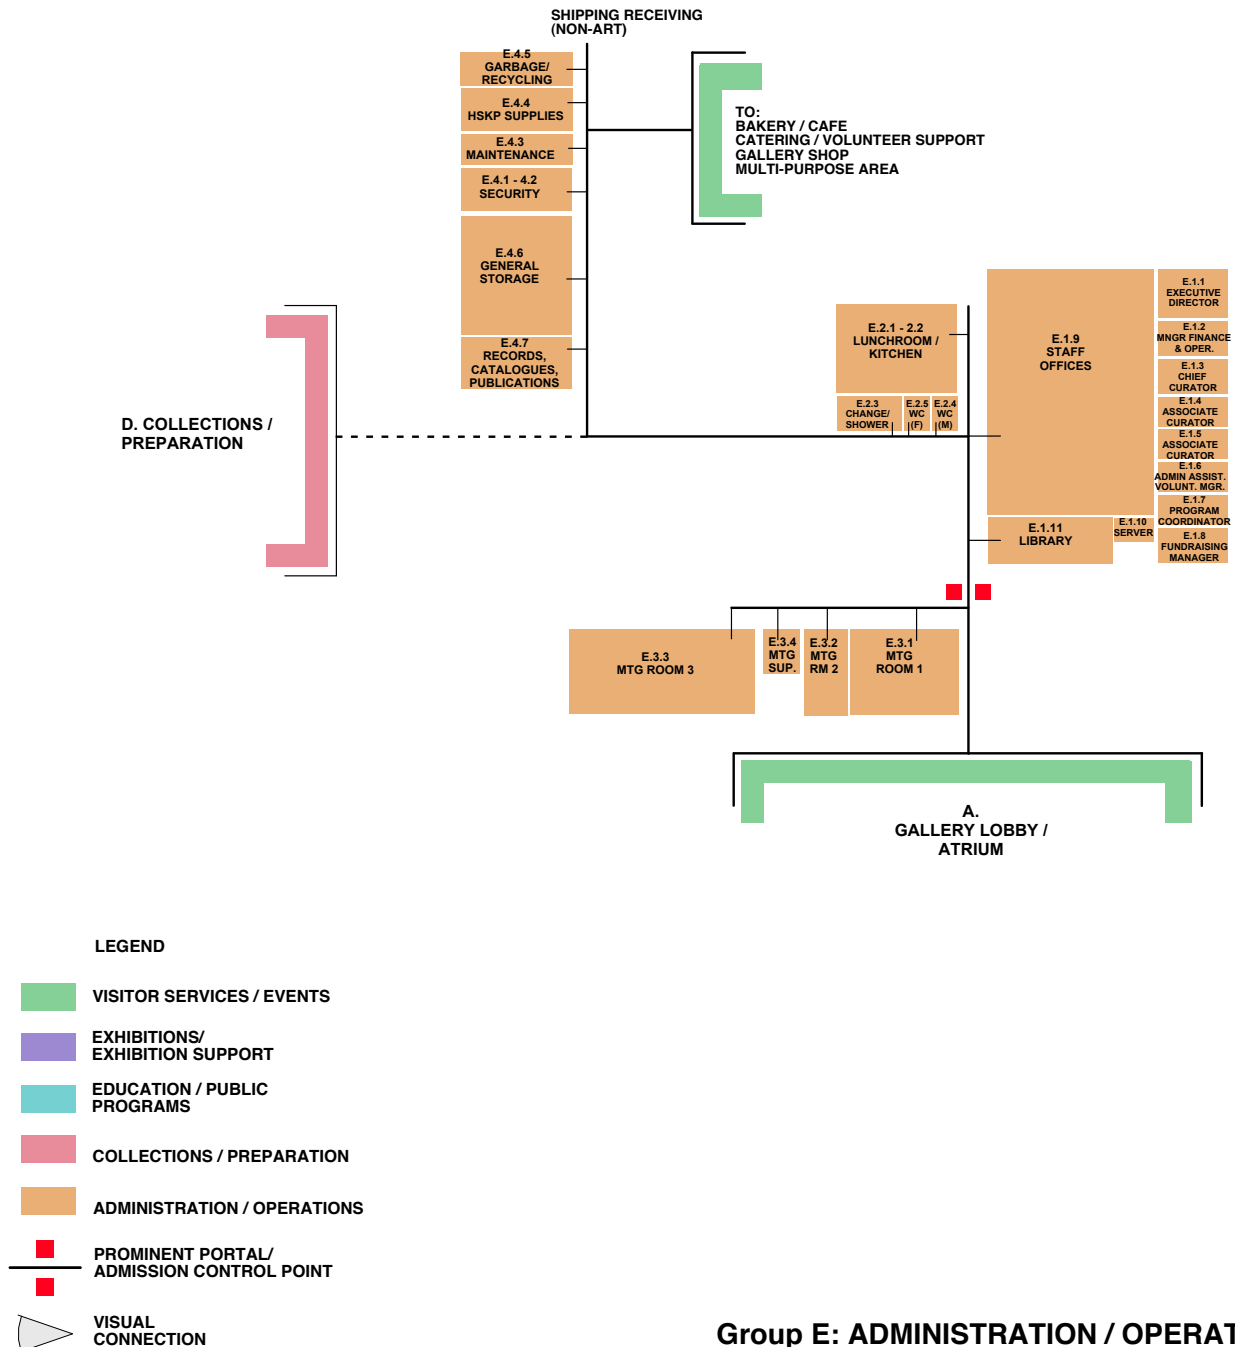 SHIPPING RECEIVING
(NON-ART)
E.4.5
GARBAGE/
RECYCLING
E.4.4
HSKP SUPPLIES
E.4.3
MAINTENANCE
E.4.1 - 4.2
SECURITY
E.4.6
GENERAL
STORAGE
E.4.7
RECORDS,
CATALOGUES,
PUBLICATIONS
TO:
BAKERY / CAFE
CATERING / VOLUNTEER SUPPORT
GALLERY SHOP
MULTI-PURPOSE AREA
D. COLLECTIONS /
PREPARATION
E.2.1 - 2.2
LUNCHROOM /
KITCHEN
E.2.3
CHANGE/
SHOWER
E.2.5
WC
(F)
E.2.4
WC
(M)
E.1.9
STAFF
OFFICES
E.1.1
EXECUTIVE
DIRECTOR
E.1.2
MNGR FINANCE
& OPER.
E.1.3
CHIEF
CURATOR
E.1.4
ASSOCIATE
CURATOR
E.1.5
ASSOCIATE
CURATOR
E.1.6
ADMIN ASSIST.
VOLUNT. MGR.
E.1.7
PROGRAM
COORDINATOR
E.1.8
FUNDRAISING
MANAGER
E.1.11
LIBRARY
E.1.10
SERVER
E.3.3
MTG ROOM 3
E.3.4
MTG
SUP.
E.3.2
MTG
RM 2
E.3.1
MTG
ROOM 1
A.
GALLERY LOBBY /
ATRIUM
LEGEND
VISITOR SERVICES / EVENTS
EXHIBITIONS/
EXHIBITION SUPPORT
EDUCATION / PUBLIC
PROGRAMS
COLLECTIONS / PREPARATION
ADMINISTRATION / OPERATIONS
PROMINENT PORTAL/
ADMISSION CONTROL POINT
VISUAL
CONNECTION
Group E: ADMINISTRATION / OPERAT